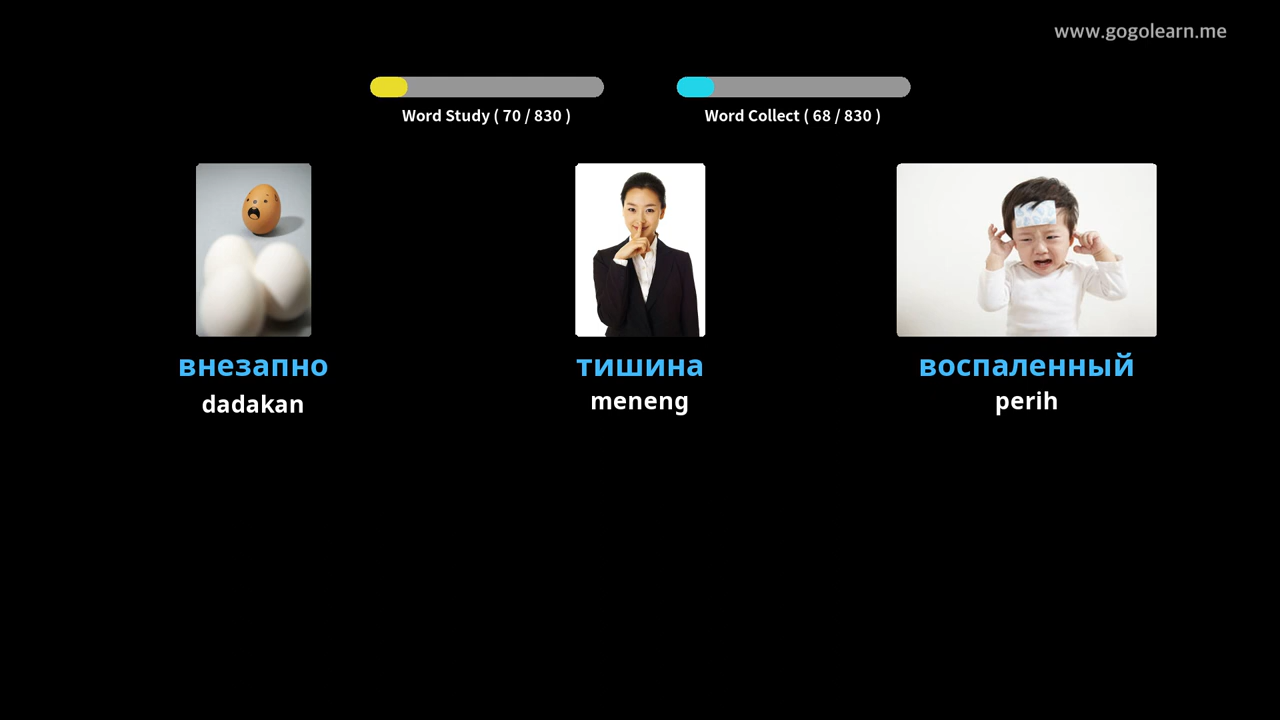 www.gogolearn.me
Word Study ( 70 / 830 )
Word Collect ( 68 / 830 )
внезапно
dadakan
тишина
meneng
воспаленный
perih